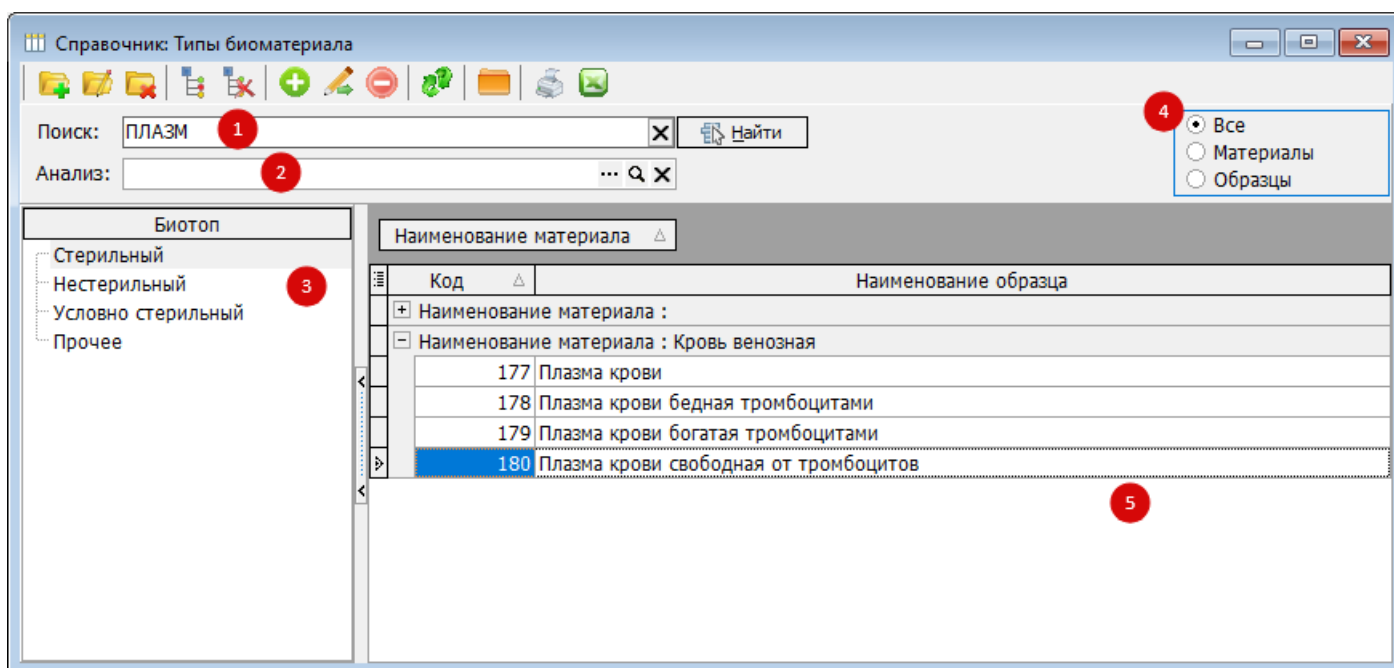 Справочник: Типы биоматериала
Поиск: ПЛАЗМ 1 Найти
Анализ: 2
4
Все
Материалы
Образцы
Биотоп
Стерильный
Нестерильный 3
Условно стерильный
Прочее
Наименование материала
Код Наименование образца
Наименование материала :
Наименование материала : Кровь венозная
177 Плазма крови
178 Плазма крови бедная тромбоцитами
179 Плазма крови богатая тромбоцитами
180 Плазма крови свободная от тромбоцитов
5